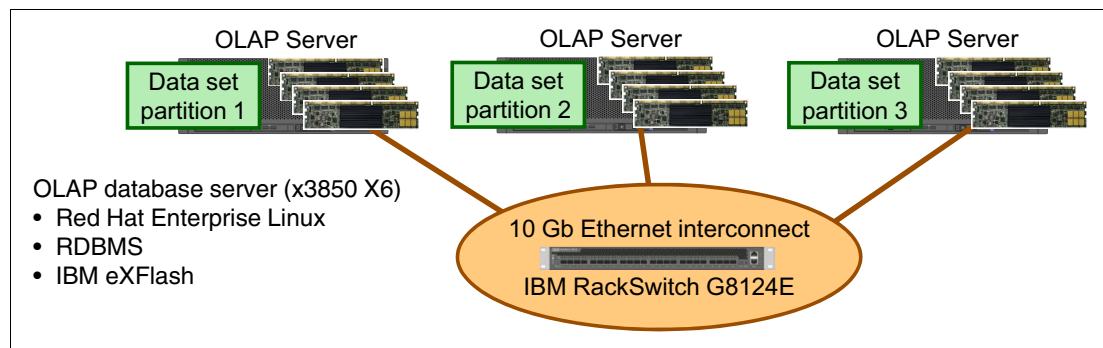 OLAP Server
Data set
partition 1
OLAP Server
Data set
partition 2
OLAP Server
Data set
partition 3
OLAP database server (x3850 X6)
• Red Hat Enterprise Linux
• RDBMS
• IBM eXFlash
10 Gb Ethernet interconnect
IBM RackSwitch G8124E